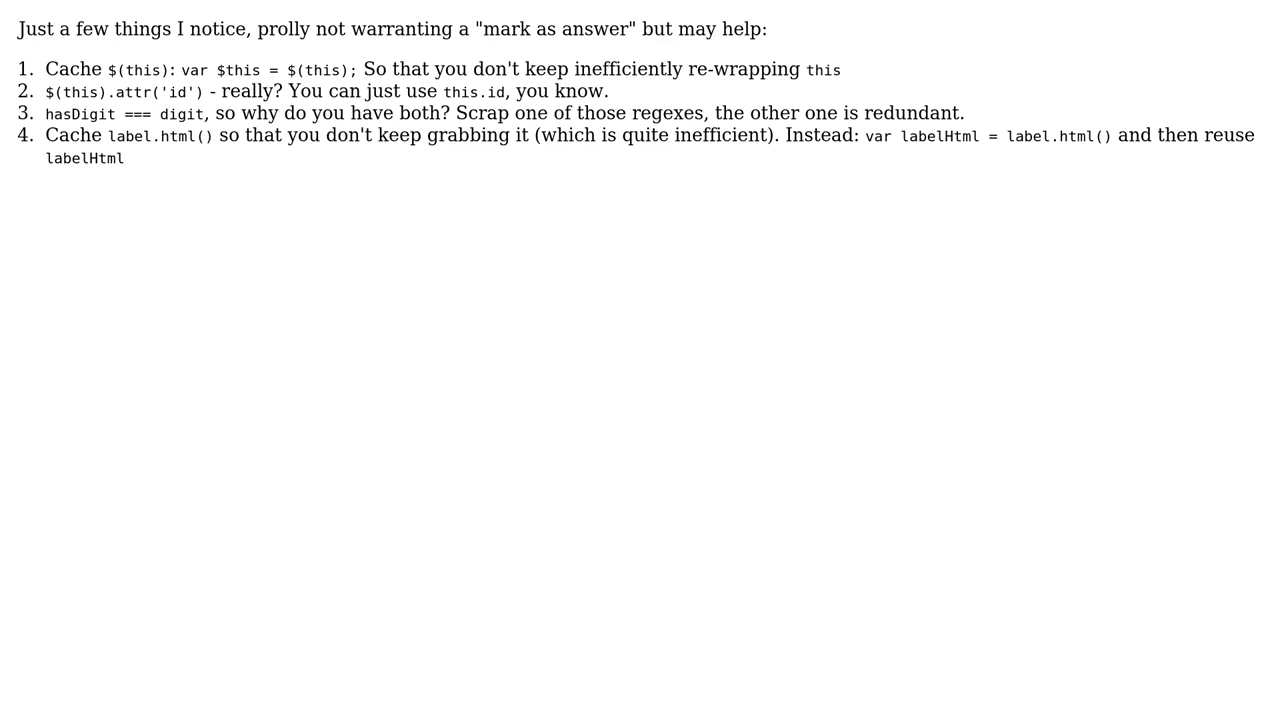 Just a few things I notice, prolly not warranting a "mark as answer" but may help:
1. Cache $(this): var $this = $(this); So that you don't keep inefficiently re-wrapping this
2. $(this).attr('id') - really? You can just use this.id, you know.
3. hasDigit === digit, so why do you have both? Scrap one of those regexes, the other one is redundant.
4. Cache label.html() so that you don't keep grabbing it (which is quite inefficient). Instead: var labelHtml = label.html() and then reuse
labelHtml